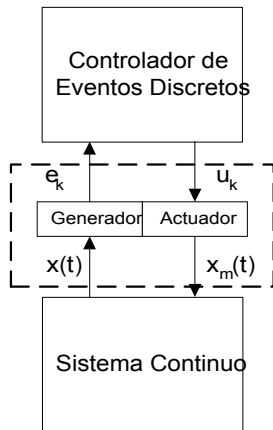 Controlador de
Eventos Discretos
e_k
u_k
Generador
Actuador
x(t)
x_m(t)
Sistema Continuo